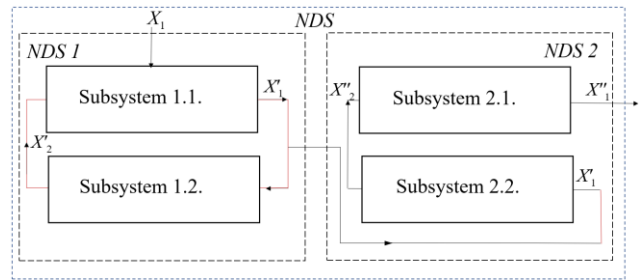 X₁
NDS
NDS 1
NDS 2
Subsystem 1.1.
X'₁
X''₂
Subsystem 2.1.
X''₁
X'₂
Subsystem 1.2.
Subsystem 2.2.
X'₁